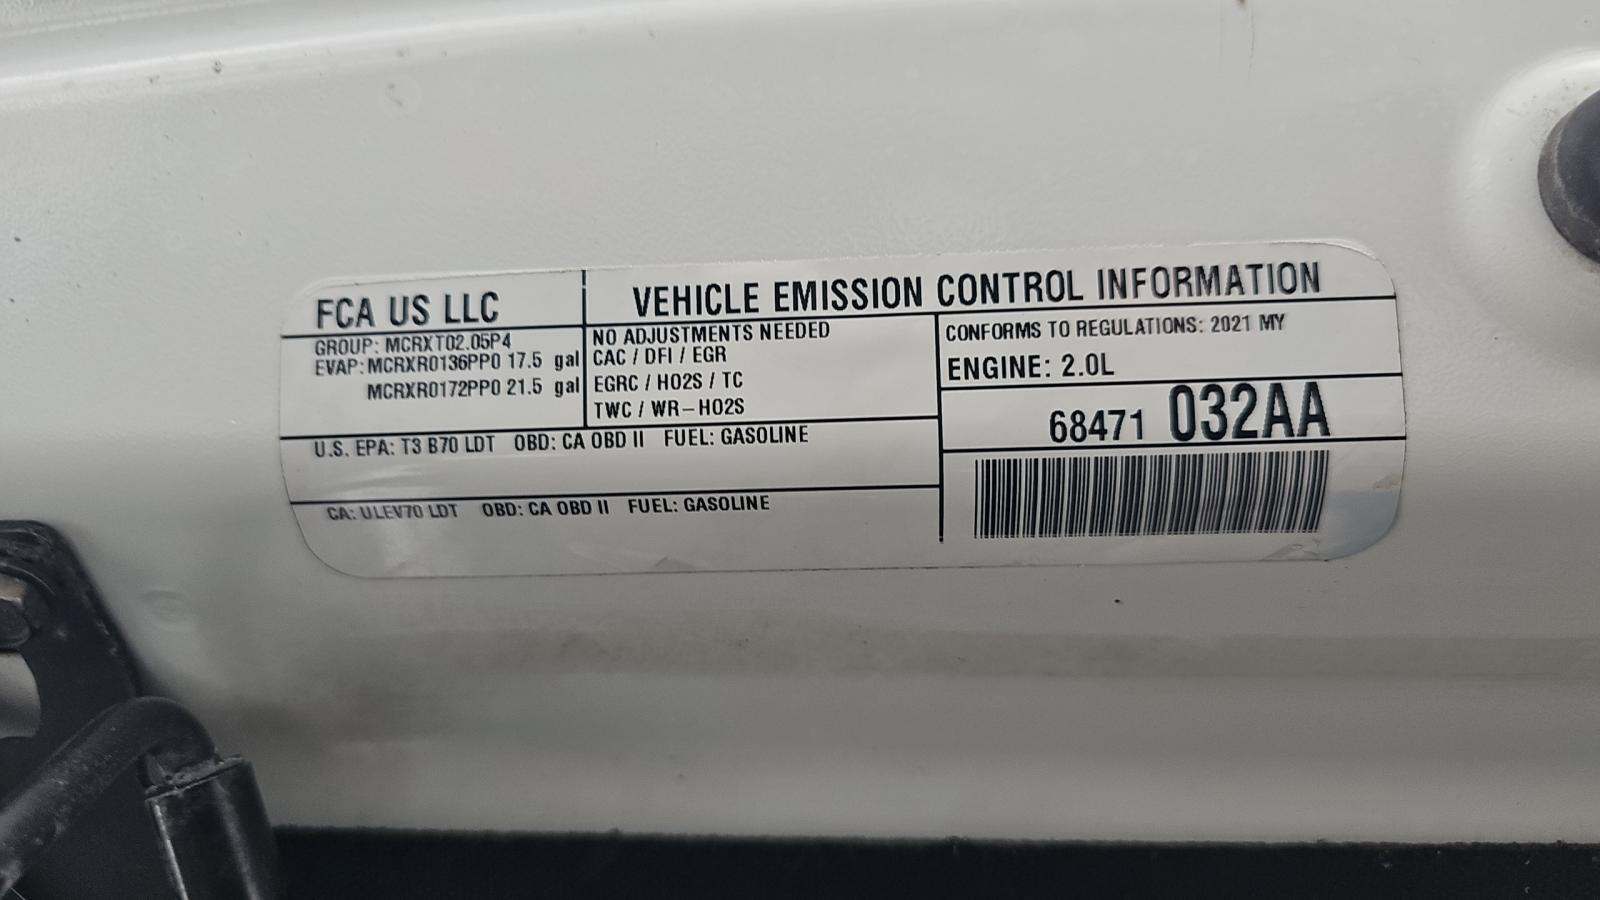 FCA US LLC
VEHICLE EMISSION CONTROL INFORMATION
GROUP: MCRXT02.05P4
EVAP: MCRXR0136PP0 17.5 gal
MCRXR0172PP0 21.5 gal
NO ADJUSTMENTS NEEDED
CAC / DFI / EGR
EGRC / HO2S / TC
TWC / WR-HO2S
CONFORMS TO REGULATIONS: 2021 MY
ENGINE: 2.0L
68471 032AA
U.S. EPA: T3 B70 LDT OBD: CA OBD II FUEL: GASOLINE
CA: ULEV70 LDT OBD: CA OBD II FUEL: GASOLINE